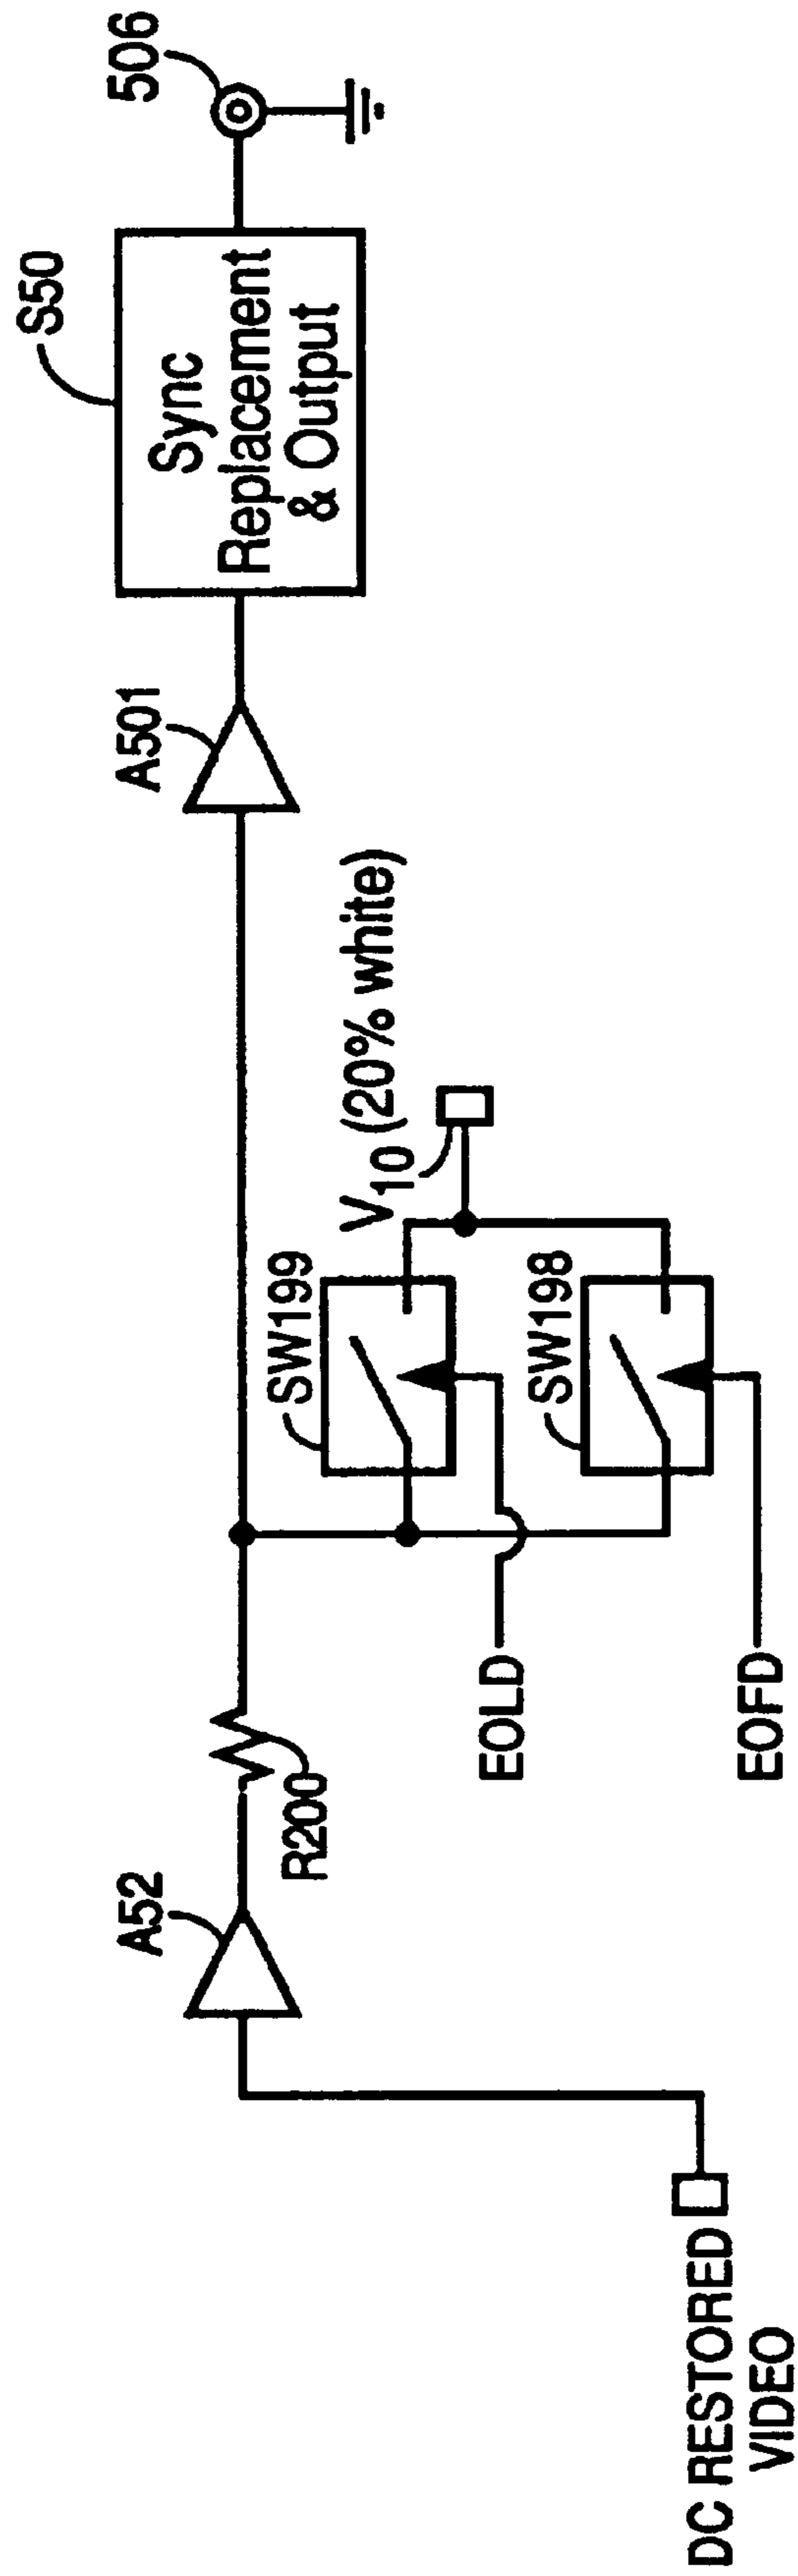 DC RESTORED
VIDEO
A52
R200
EOLD
EOFD
SW199
SW198
V10 (20% white)
A501
S50
Sync
Replacement
& Output
506